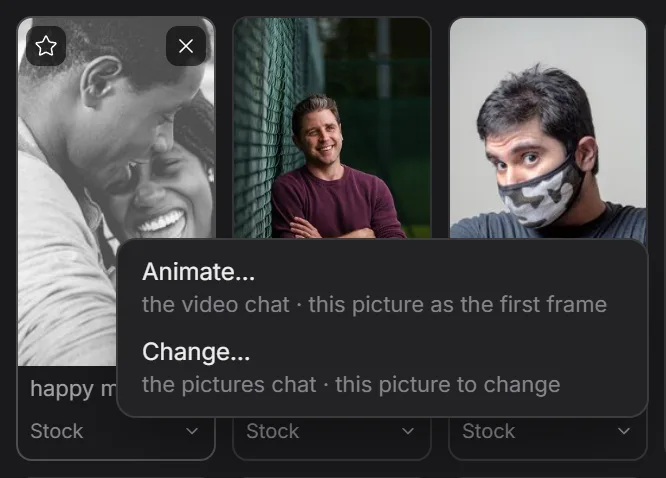 Animate...
the video chat · this picture as the first frame
Change...
the pictures chat · this picture to change
happy
Stock
Stock
Stock